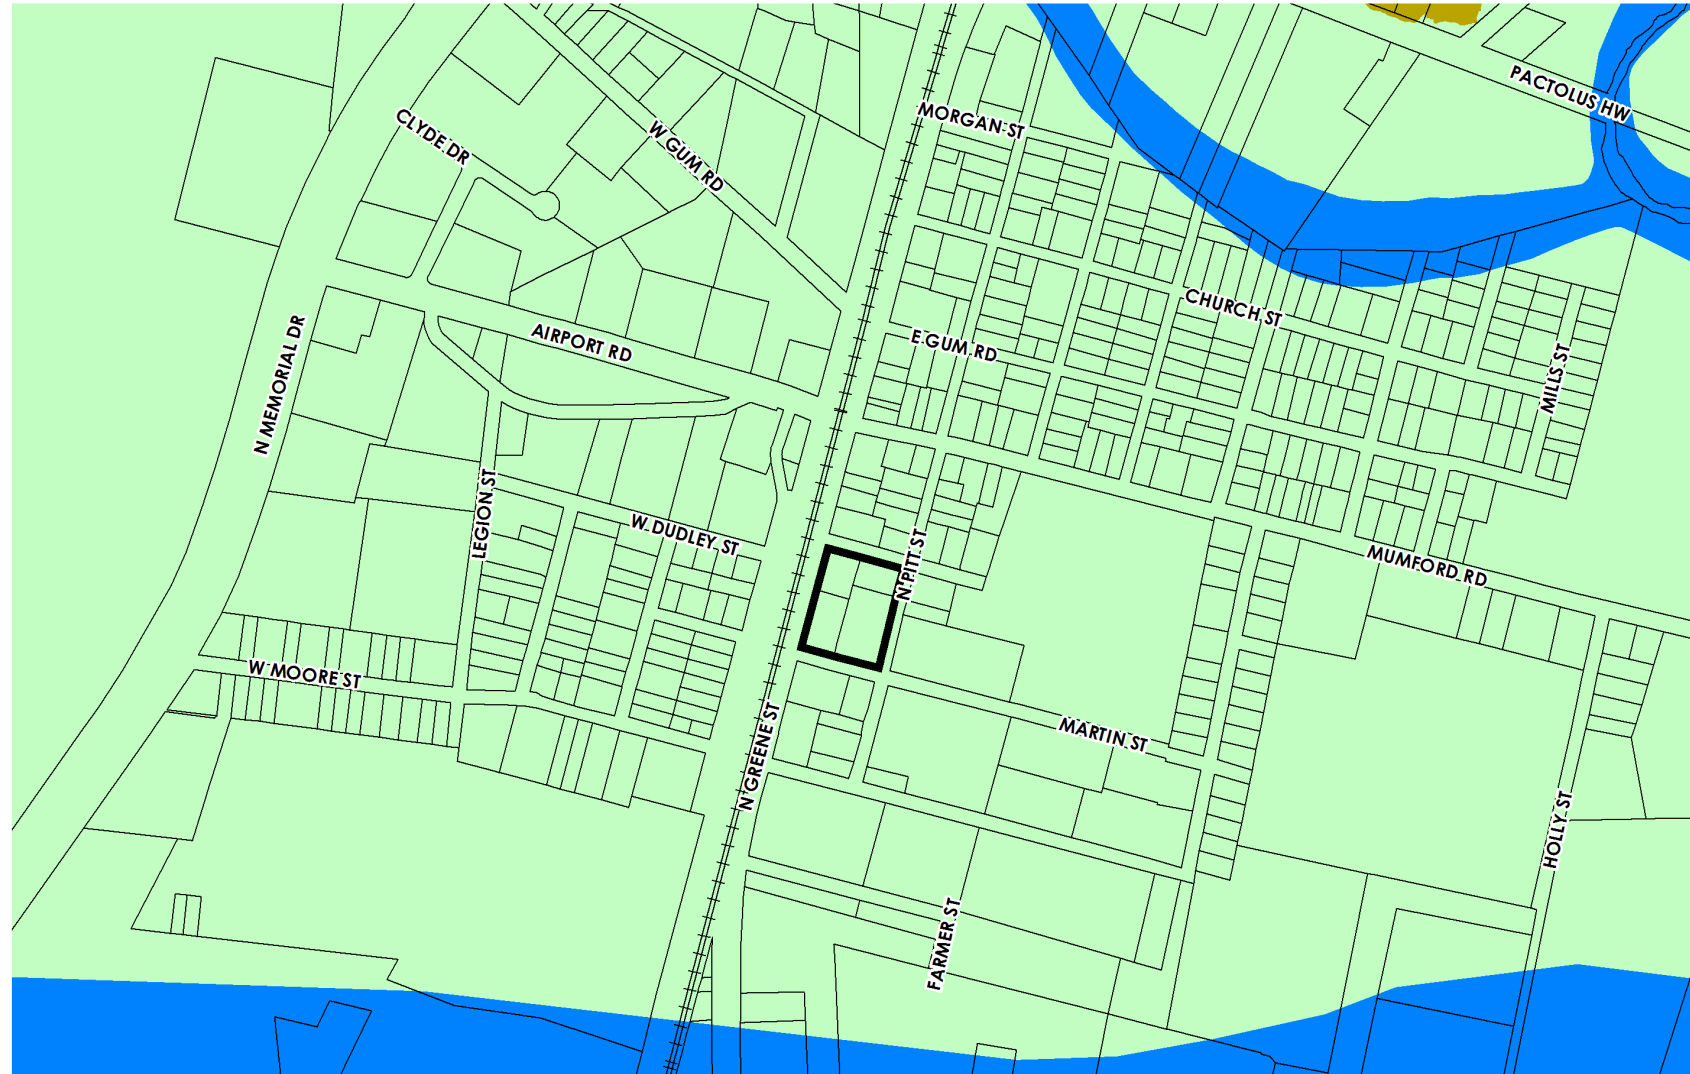 PACTOLUS HW
MORGAN ST
CLYDE DR
W GUM RD
CHURCH ST
AIRPORT RD
E GUM RD
N MEMORIAL DR
MILLS ST
LEGION ST
W DUDLEY ST
N PITT ST
MUMFORD RD
W MOORE ST
MARTIN ST
N GREENE ST
HOLLY ST
FARMER ST